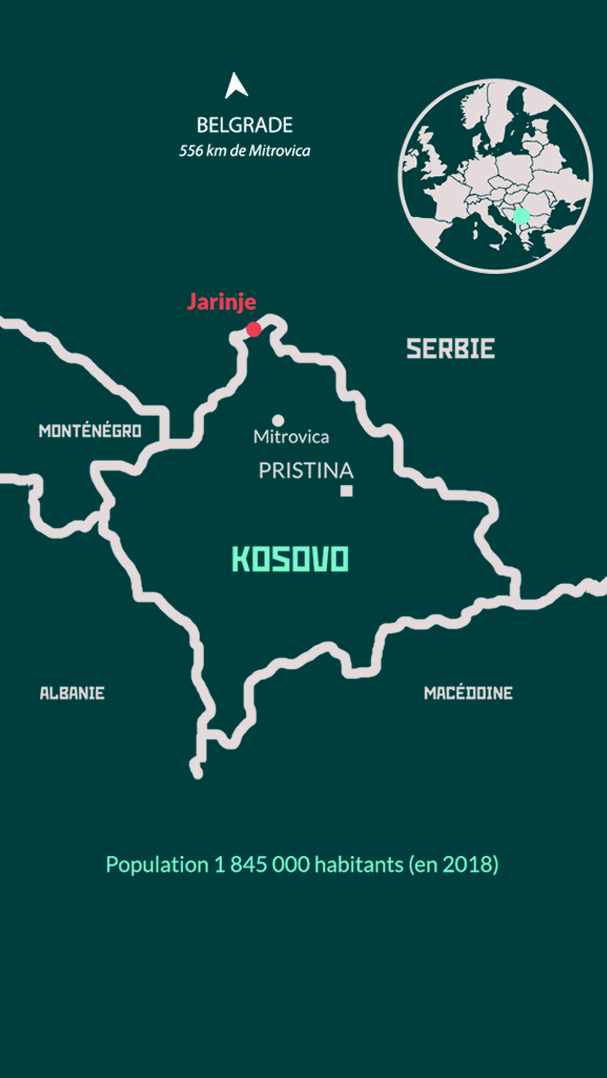 BELGRADE
556 km de Mitrovica
Jarinje
SERBIE
MONTÉNÉGRO
Mitrovica
PRISTINA
KOSOVO
ALBANIE
MACÉDOINE
Population 1 845 000 habitants (en 2018)